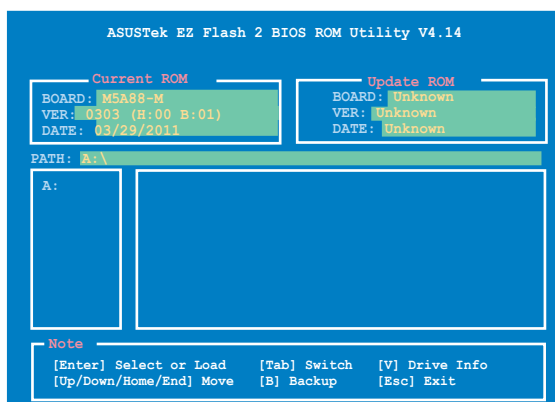 ASUSTek EZ Flash 2 BIOS ROM Utility V4.14
Current ROM
BOARD: M5A88-M
VER: 0303 (H:00 B:01)
DATE: 03/29/2011
Update ROM
BOARD: Unknown
VER: Unknown
DATE: Unknown
PATH: A:\
A:
Note
[Enter] Select or Load [Tab] Switch [V] Drive Info
[Up/Down/Home/End] Move [B] Backup [Esc] Exit